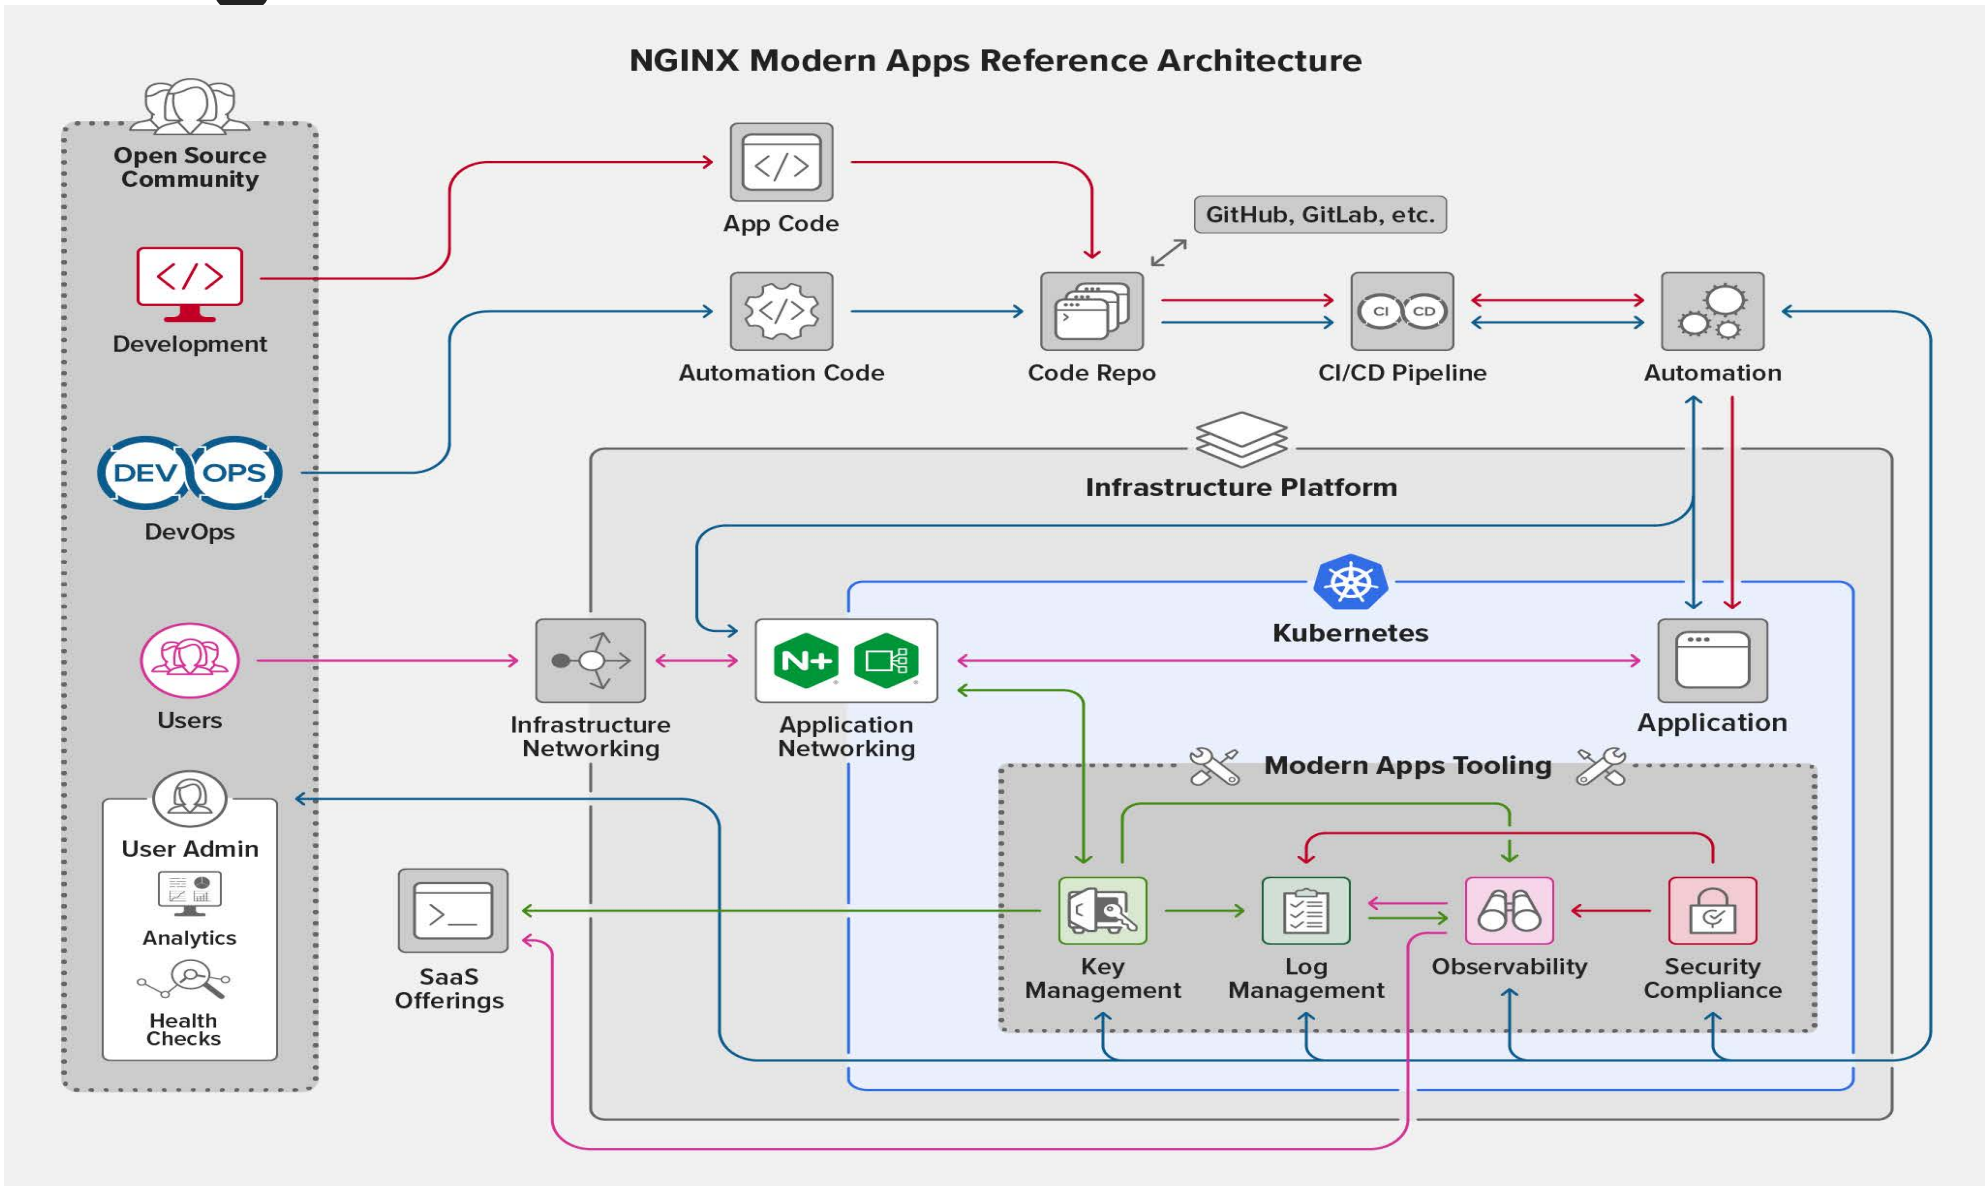 NGINX Modern Apps Reference Architecture
Open Source
Community
</>
Development
DEV OPS
DevOps
Users
User Admin
Analytics
Health
Checks
</>
App Code
</>
Automation Code
GitHub, GitLab, etc.
Code Repo
CI CD
CI/CD Pipeline
Automation
Infrastructure Platform
Kubernetes
Infrastructure
Networking
N+
Application
Networking
Application
Modern Apps Tooling
SaaS
Offerings
Key
Management
Log
Management
Observability
Security
Compliance